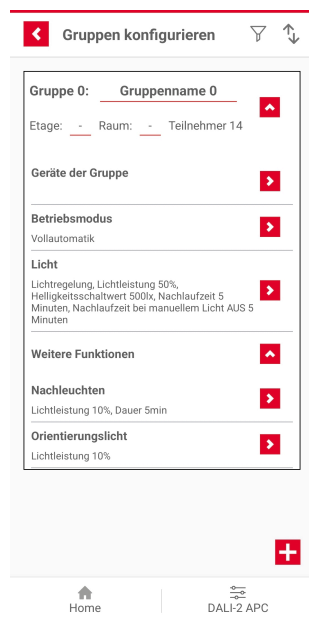 Gruppen konfigurieren
Gruppe 0: Gruppenname 0
Etage: - Raum: - Teilnehmer 14
Geräte der Gruppe
Betriebsmodus
Vollautomatik
Licht
Lichtregelung, Lichtleistung 50%,
Helligkeitsschaltwert 500lx, Nachlaufzeit 5
Minuten, Nachlaufzeit bei manuellem Licht AUS 5
Minuten
Weitere Funktionen
Nachleuchten
Lichtleistung 10%, Dauer 5min
Orientierungslicht
Lichtleistung 10%
Home
DALI-2 APC